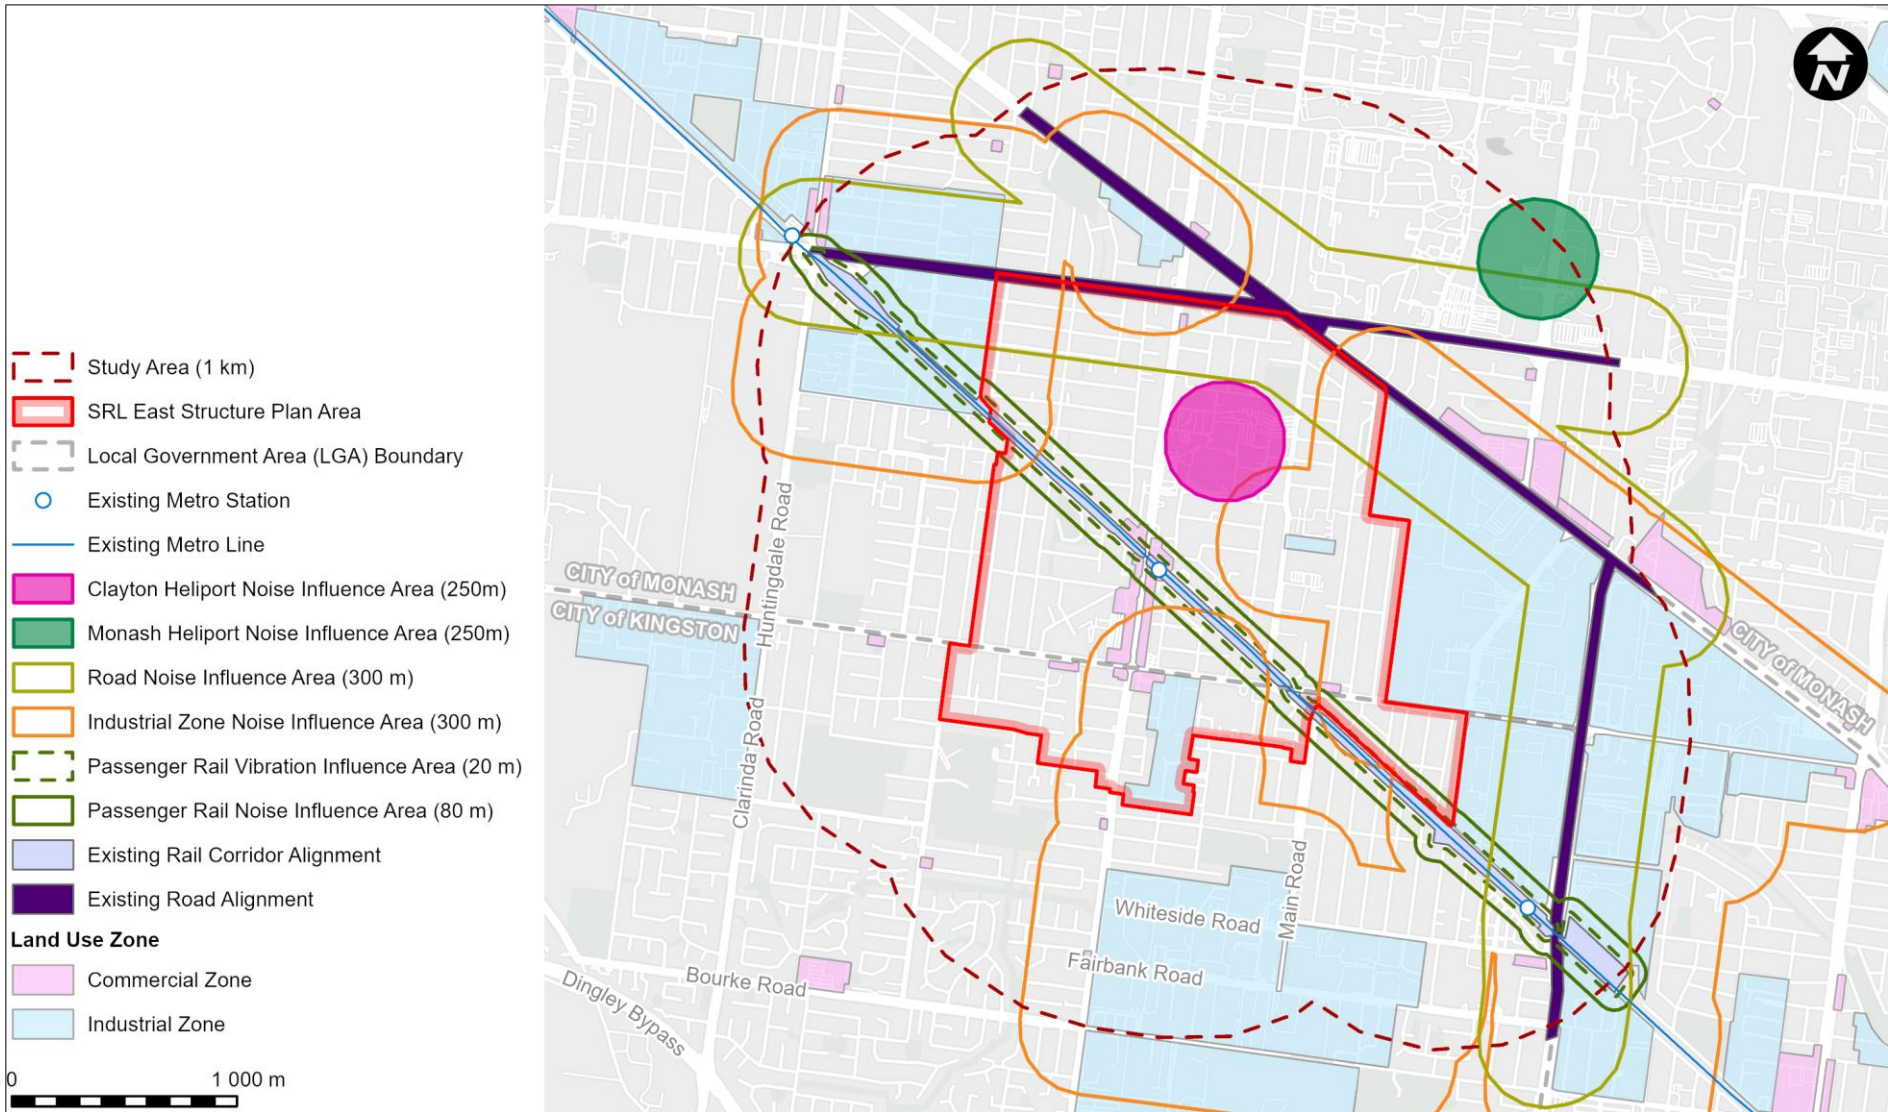 N
Study Area (1 km)
SRL East Structure Plan Area
Local Government Area (LGA) Boundary
Existing Metro Station
Existing Metro Line
Clayton Heliport Noise Influence Area (250m)
Monash Heliport Noise Influence Area (250m)
Road Noise Influence Area (300 m)
Industrial Zone Noise Influence Area (300 m)
Passenger Rail Vibration Influence Area (20 m)
Passenger Rail Noise Influence Area (80 m)
Existing Rail Corridor Alignment
Existing Road Alignment
Land Use Zone
Commercial Zone
Industrial Zone
0 1 000 m
Huntingdale Road
CITY of MONASH
CITY of KINGSTON
CITY of MONASH
Clarinda Road
Main Road
Whiteside Road
Fairbank Road
Bourke Road
Dingley Bypass